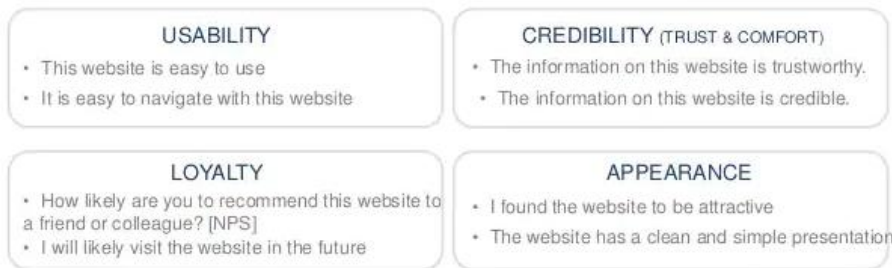 USABILITY
• This website is easy to use
• It is easy to navigate with this website
CREDIBILITY (TRUST & COMFORT)
• The information on this website is trustworthy.
• The information on this website is credible.
LOYALTY
• How likely are you to recommend this website to
a friend or colleague? [NPS]
• I will likely visit the website in the future
APPEARANCE
• I found the website to be attractive
• The website has a clean and simple presentation